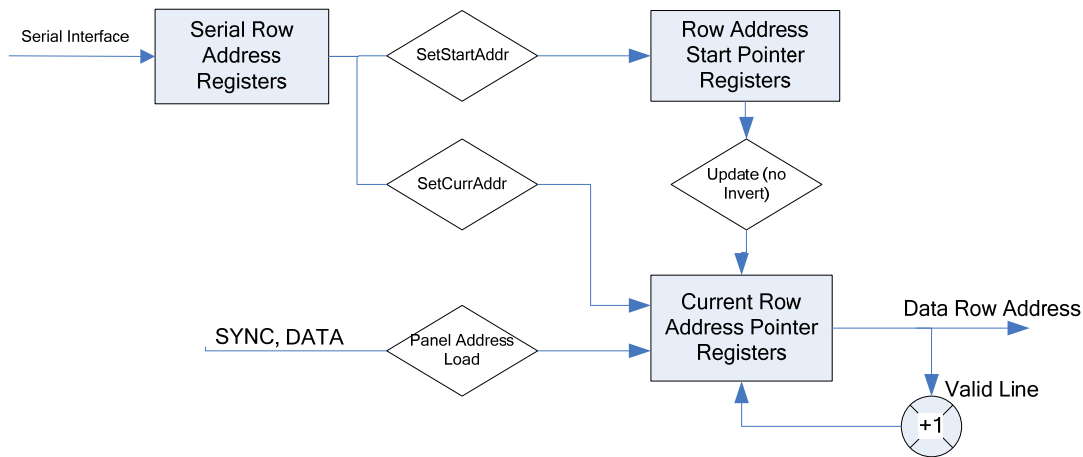 Serial Interface
Serial Row
Address
Registers
SetStartAddr
Row Address
Start Pointer
Registers
SetCurrAddr
Update (no
Invert)
SYNC, DATA
Panel Address
Load
Current Row
Address Pointer
Registers
Data Row Address
Valid Line
+1